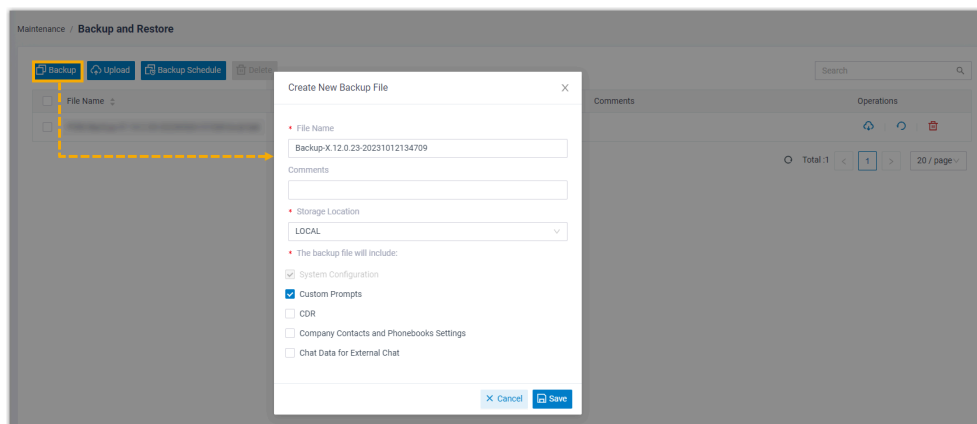 Maintenance / Backup and Restore
Backup Upload Backup Schedule Delete
Search
File Name Comments Operations
Total :1 < 1 > 20 / page
Create New Backup File
* File Name
Backup-X.12.0.23-20231012134709
Comments
* Storage Location
LOCAL
* The backup file will include:
System Configuration
Custom Prompts
CDR
Company Contacts and Phonebooks Settings
Chat Data for External Chat
Cancel Save